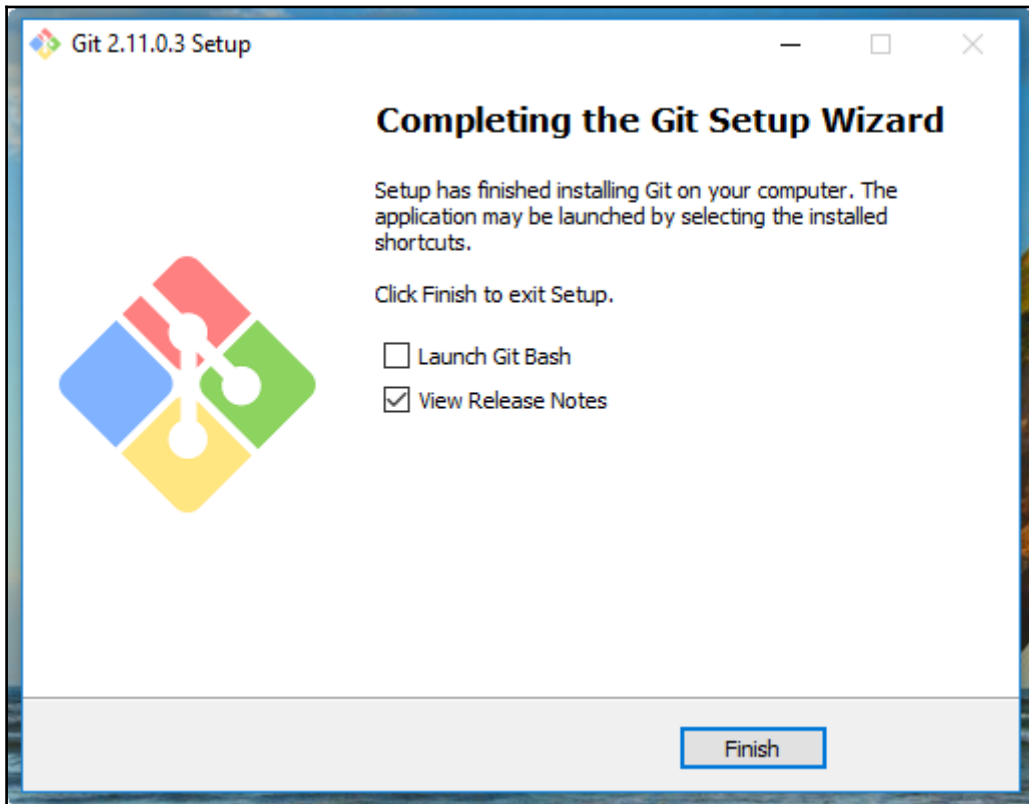 Git 2.11.0.3 Setup
Completing the Git Setup Wizard
Setup has finished installing Git on your computer. The
application may be launched by selecting the installed
shortcuts.
Click Finish to exit Setup.
Launch Git Bash
View Release Notes
Finish